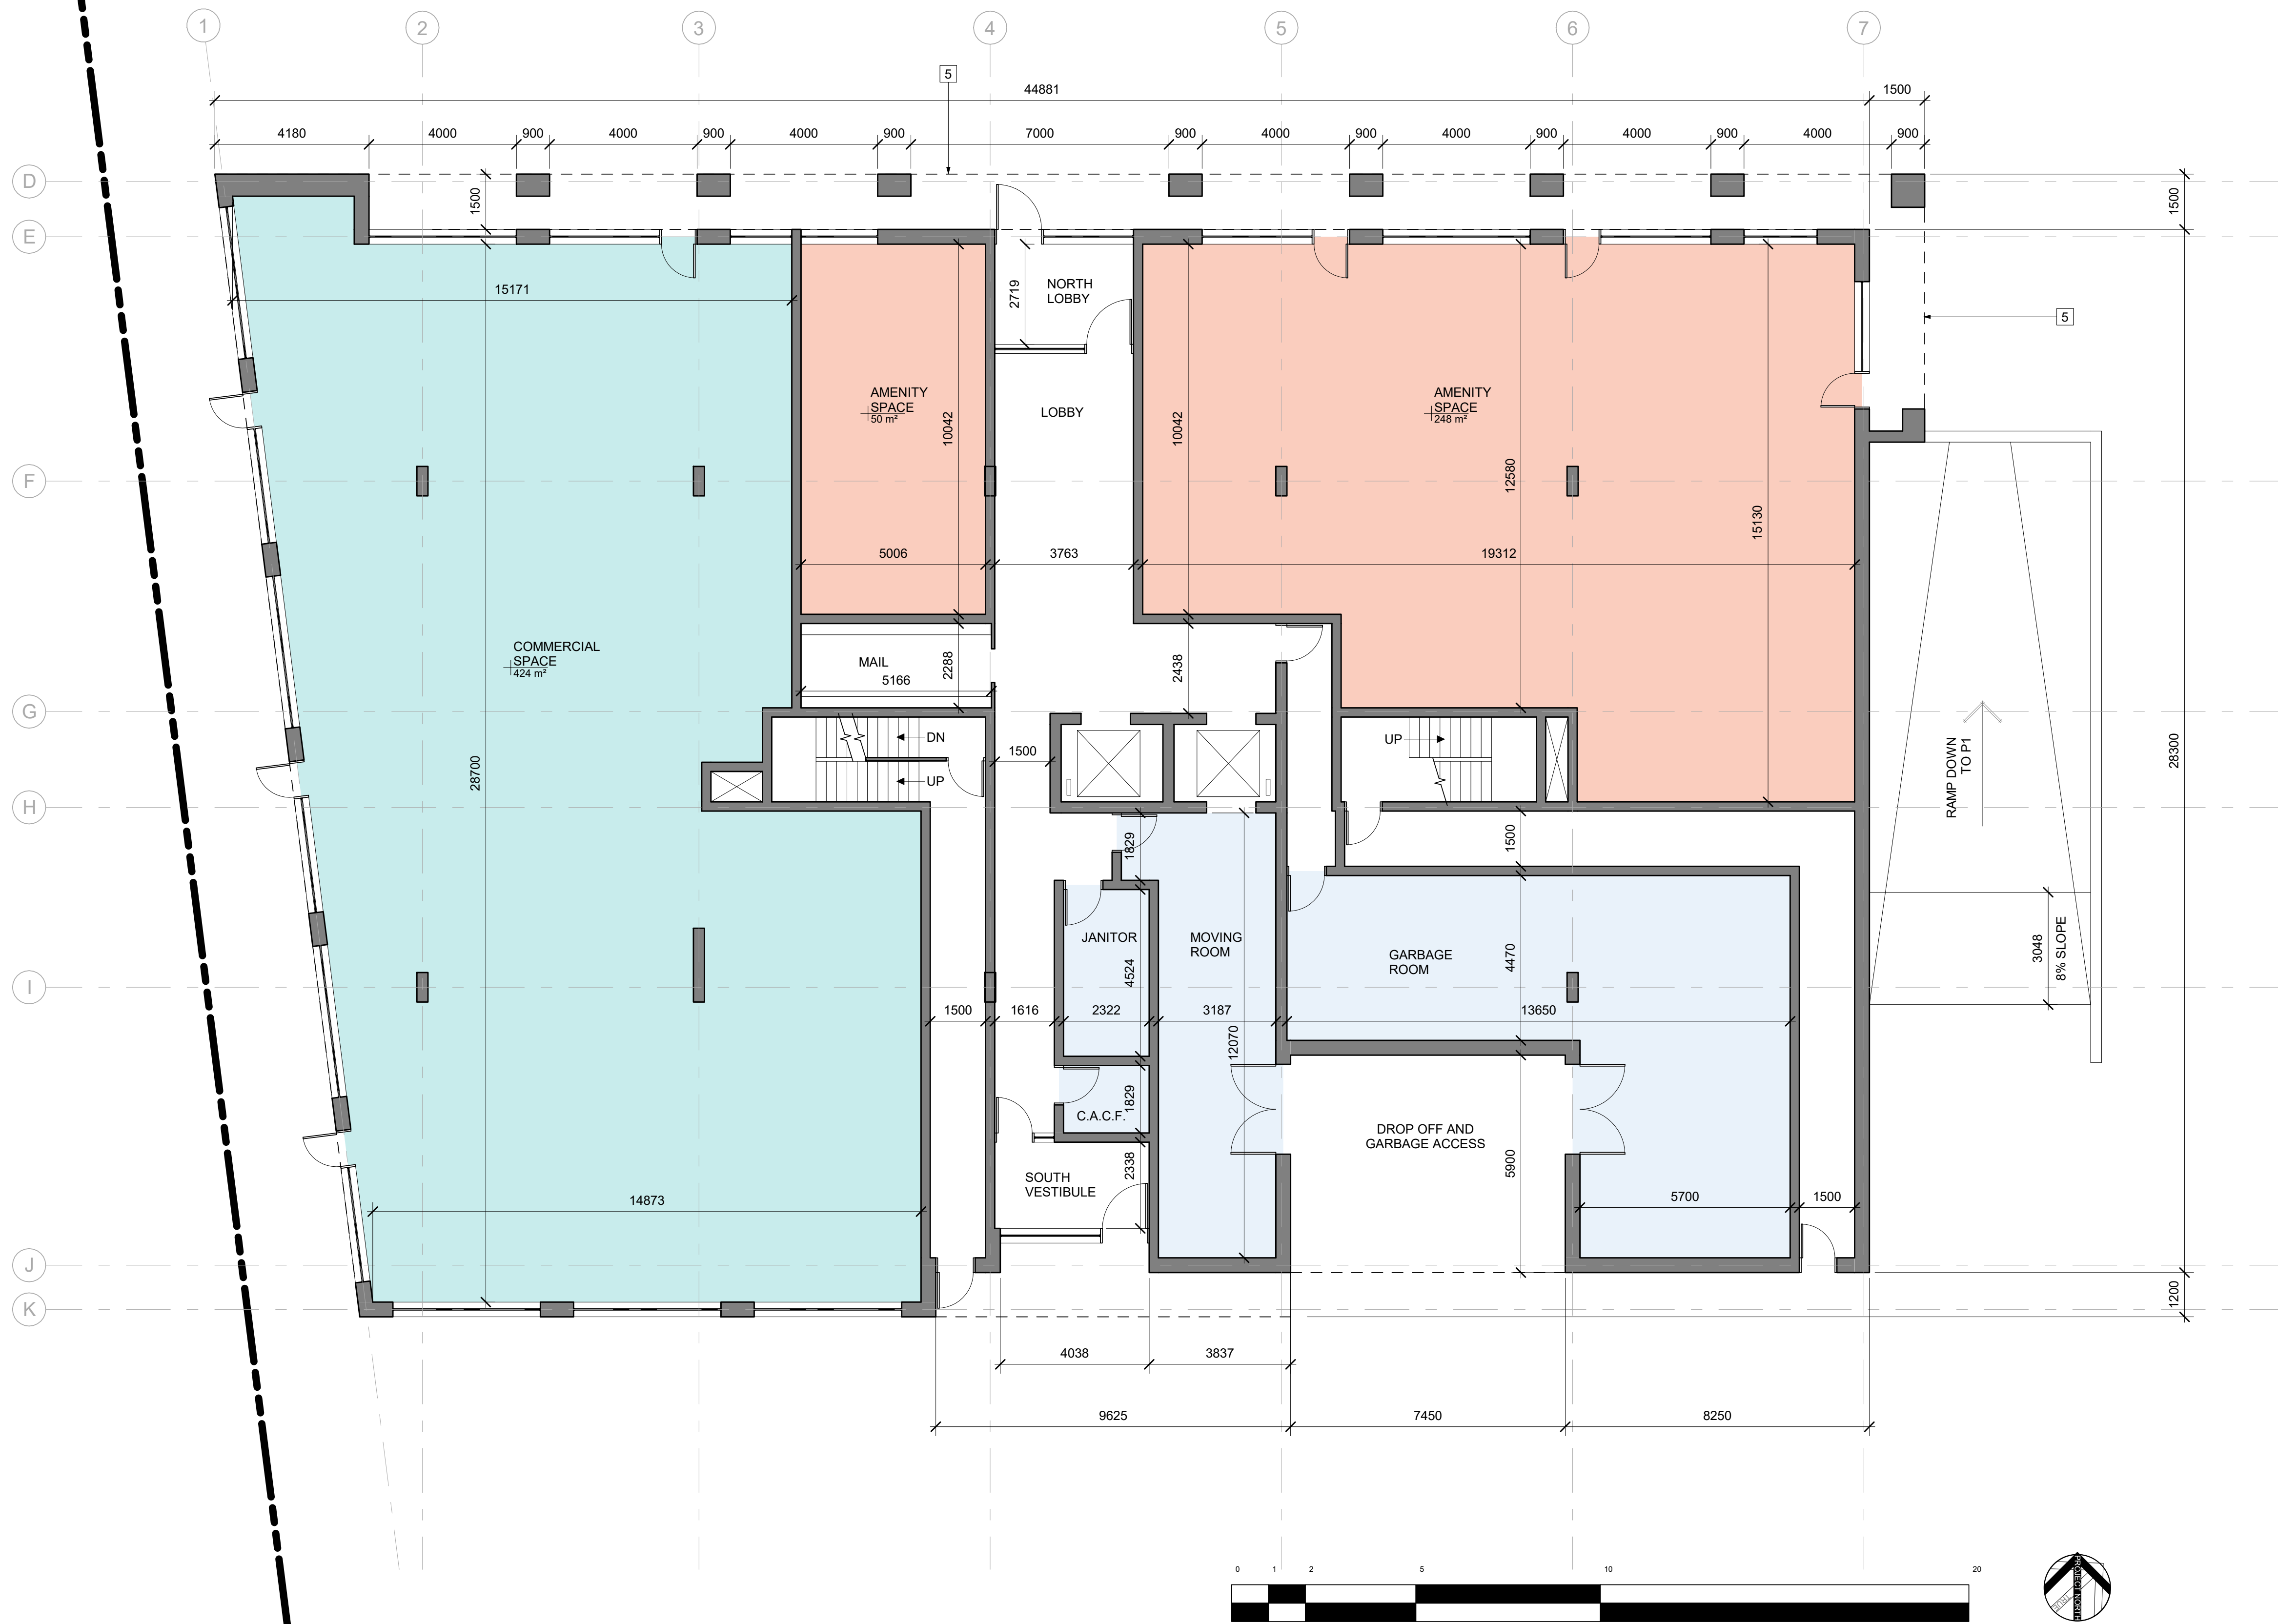 1 2 3 4 5 6 7
5
44881 1500
4180 4000 900 4000 900 4000 900 7000 900 4000 900 4000 900 4000 900 4000 900
D
1500
1500
E
15171
2719
NORTH
LOBBY
5
AMENITY
SPACE
50 m²
10042
LOBBY
10042
AMENITY
SPACE
248 m²
12580
15130
F
5006 3763 19312
COMMERCIAL
SPACE
424 m²
MAIL
5166
2288
2438
G
DN
UP
1500
UP
28700
RAMP DOWN
TO P1
28300
H
1829
1500
JANITOR
4524
MOVING
ROOM
GARBAGE
ROOM
4470
3048
8% SLOPE
I
1500 1616 2322 3187 13650
12070
C.A.C.F.
1829
DROP OFF AND
GARBAGE ACCESS
5900
SOUTH
VESTIBULE
2338
14873
5700 1500
J
1200
K
4038 3837
9625 7450 8250
0 1 2 5 10 20
PROJECT NORTH
TRUE